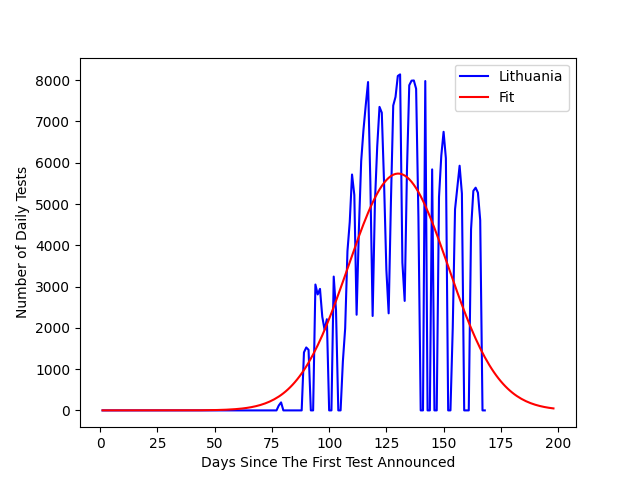 Lithuania
Fit
Number of Daily Tests
8000
7000
6000
5000
4000
3000
2000
1000
0
0 25 50 75 100 125 150 175 200
Days Since The First Test Announced